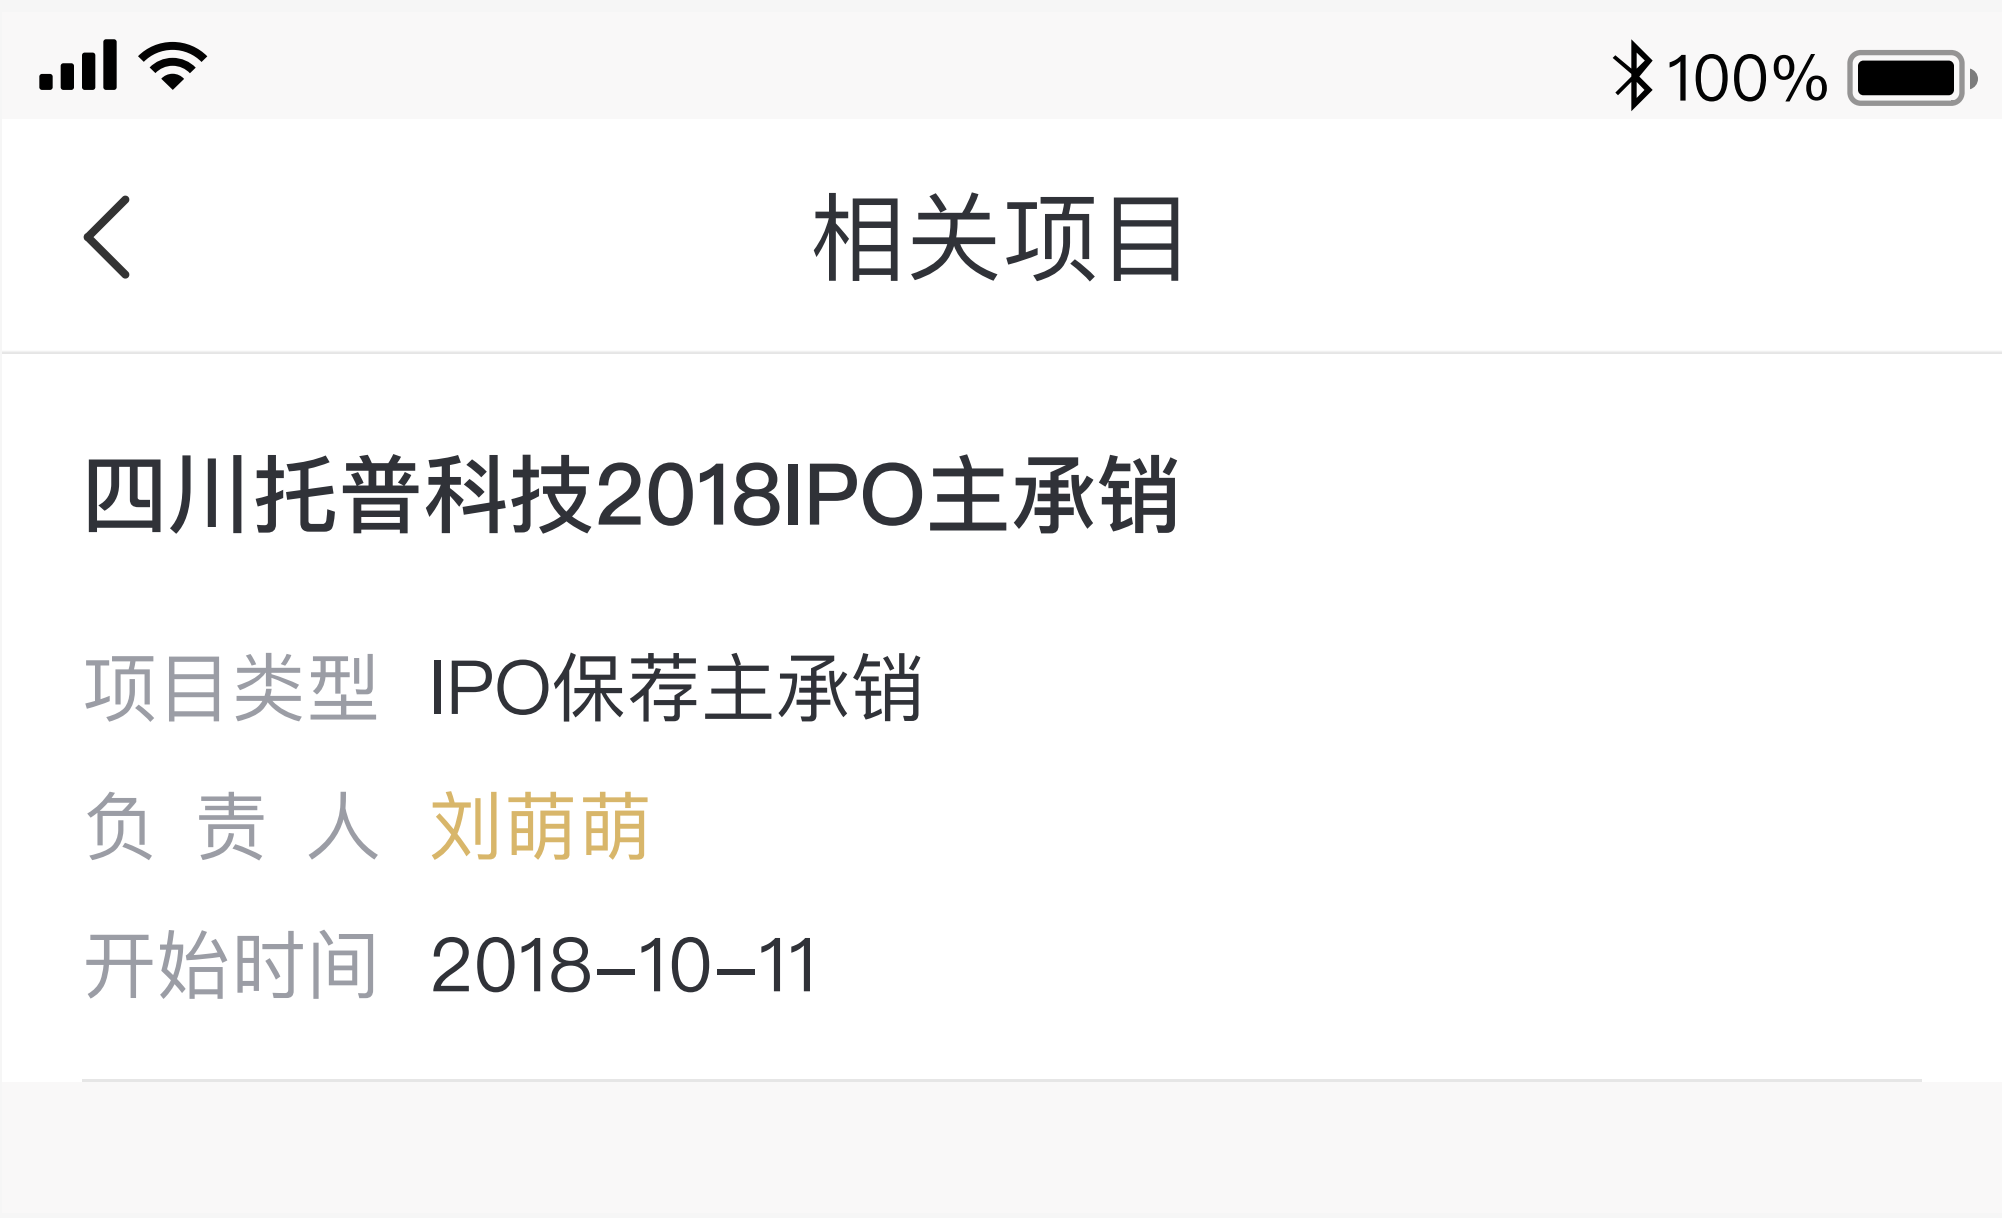 100%
相关项目
四川托普科技2018IPO主承销
项目类型 IPO保荐主承销
负责人 刘萌萌
开始时间 2018-10-11